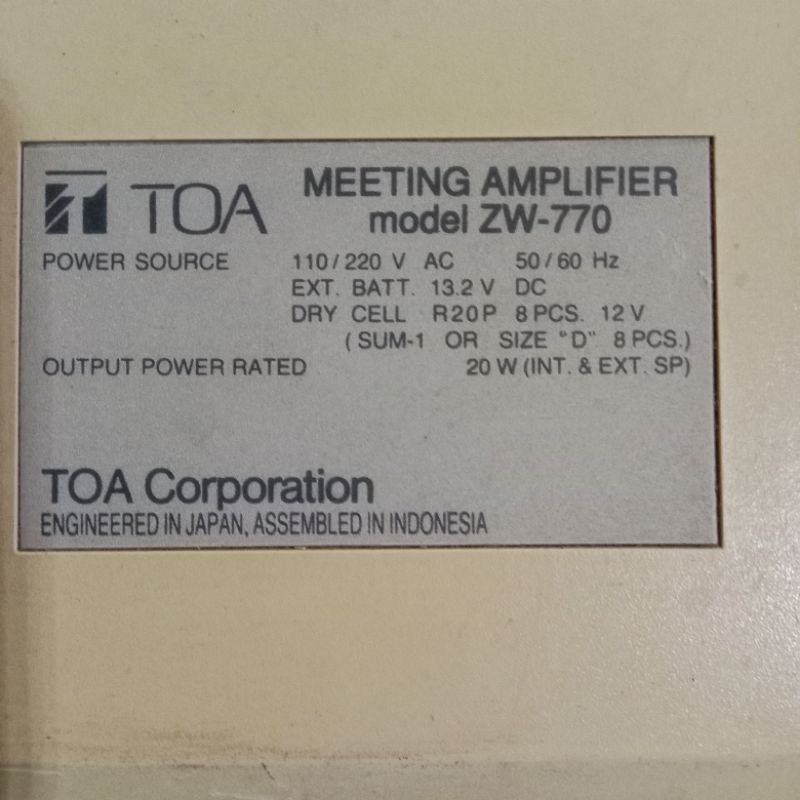 TOA MEETING AMPLIFIER
model ZW-770
POWER SOURCE 110/220 V AC 50/60 Hz
EXT. BATT. 13.2 V DC
DRY CELL R20P 8 PCS. 12 V
(SUM-1 OR SIZE "D" 8 PCS.)
OUTPUT POWER RATED 20 W (INT. & EXT. SP)
TOA Corporation
ENGINEERED IN JAPAN, ASSEMBLED IN INDONESIA